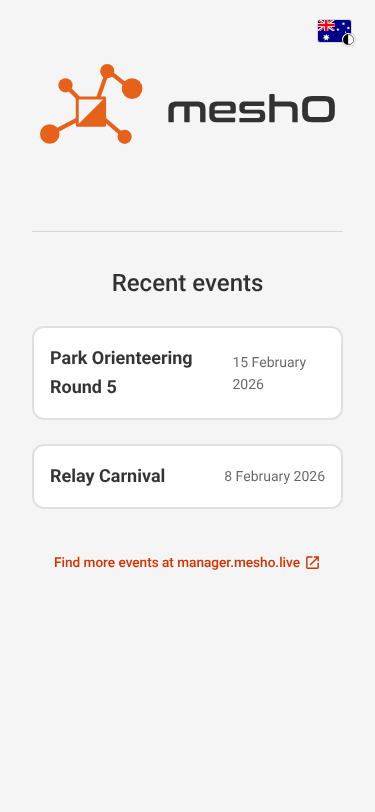 meshO
Recent events
Park Orienteering
Round 5
15 February
2026
Relay Carnival
8 February 2026
Find more events at manager.mesho.live